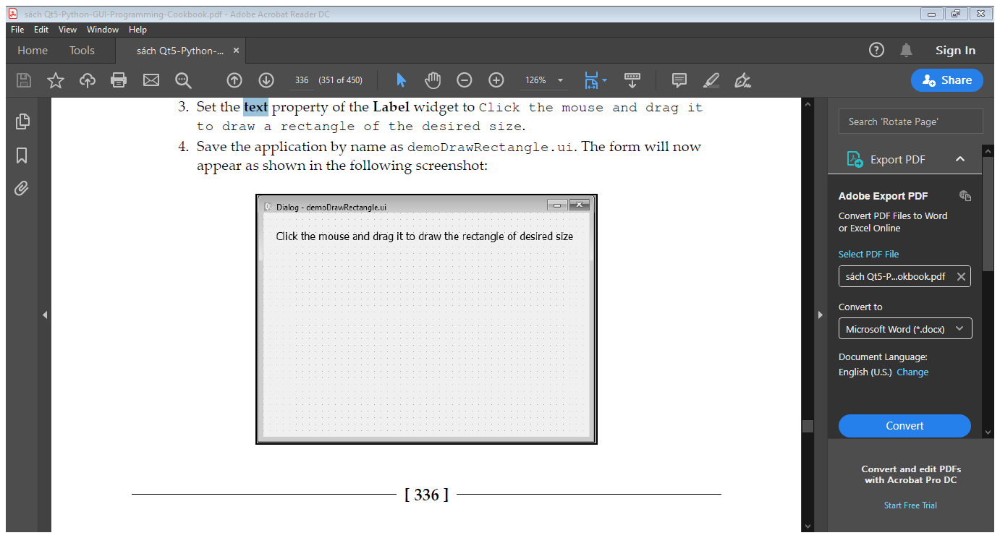 sách Qt5-Python-GUI-Programming-Cookbook.pdf - Adobe Acrobat Reader DC
File Edit View Window Help
Home Tools sách Qt5-Python-... × Sign In
336 (351 of 450) 126% Share
3. Set the text property of the Label widget to Click the mouse and drag it
to draw a rectangle of the desired size.
4. Save the application by name as demoDrawRectangle.ui. The form will now
appear as shown in the following screenshot:
Dialog - demoDrawRectangle.ui
Click the mouse and drag it to draw the rectangle of desired size
[ 336 ]
Search 'Rotate Page'
Export PDF
Adobe Export PDF
Convert PDF Files to Word
or Excel Online
Select PDF File
sách Qt5-P...okbook.pdf
Convert to
Microsoft Word (*.docx)
Document Language:
English (U.S.) Change
Convert
Convert and edit PDFs
with Acrobat Pro DC
Start Free Trial